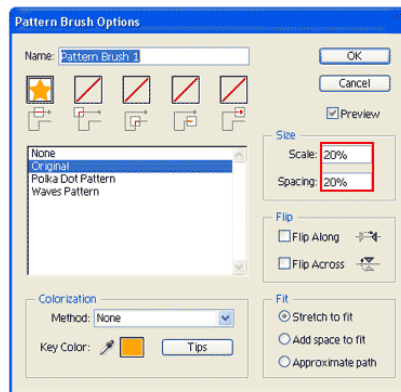 Pattern Brush Options
Name: Pattern Brush 1
OK
Cancel
Preview
None
Original
Polka Dot Pattern
Waves Pattern
Size
Scale: 20%
Spacing: 20%
Flip
Flip Along
Flip Across
Colorization
Method: None
Key Color:
Tips
Fit
Stretch to fit
Add space to fit
Approximate path